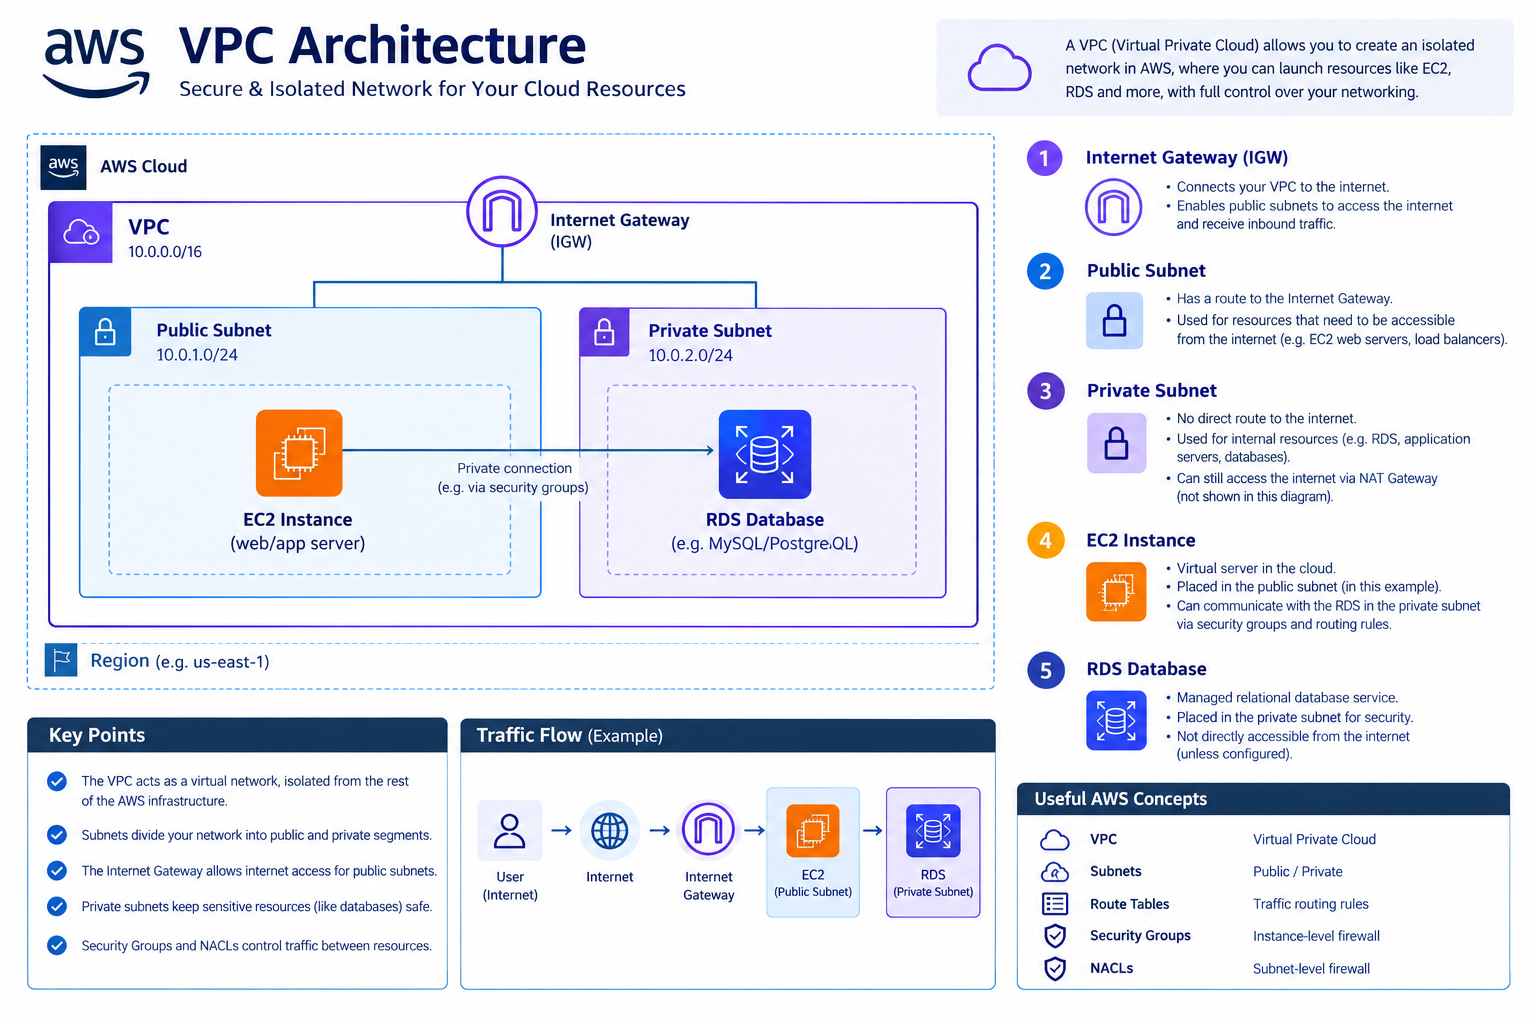 aws
VPC Architecture
Secure & Isolated Network for Your Cloud Resources
A VPC (Virtual Private Cloud) allows you to create an isolated
network in AWS, where you can launch resources like EC2,
RDS and more, with full control over your networking.
aws
AWS Cloud
VPC
10.0.0.0/16
Internet Gateway
(IGW)
Public Subnet
10.0.1.0/24
Private Subnet
10.0.2.0/24
Private connection
(e.g. via security groups)
EC2 Instance
(web/app server)
RDS Database
(e.g. MySQL/PostgreSQL)
Region (e.g. us-east-1)
1
Internet Gateway (IGW)
• Connects your VPC to the internet.
• Enables public subnets to access the internet
and receive inbound traffic.
2
Public Subnet
• Has a route to the Internet Gateway.
• Used for resources that need to be accessible
from the internet (e.g. EC2 web servers, load balancers).
3
Private Subnet
• No direct route to the internet.
• Used for internal resources (e.g. RDS, application
servers, databases).
• Can still access the internet via NAT Gateway
(not shown in this diagram).
4
EC2 Instance
• Virtual server in the cloud.
• Placed in the public subnet (in this example).
• Can communicate with the RDS in the private subnet
via security groups and routing rules.
5
RDS Database
• Managed relational database service.
• Placed in the private subnet for security.
• Not directly accessible from the internet
(unless configured).
Key Points
The VPC acts as a virtual network, isolated from the rest
of the AWS infrastructure.
Subnets divide your network into public and private segments.
The Internet Gateway allows internet access for public subnets.
Private subnets keep sensitive resources (like databases) safe.
Security Groups and NACLs control traffic between resources.
Traffic Flow (Example)
User
(Internet)
Internet
Internet
Gateway
EC2
(Public Subnet)
RDS
(Private Subnet)
Useful AWS Concepts
VPC Virtual Private Cloud
Subnets Public / Private
Route Tables Traffic routing rules
Security Groups Instance-level firewall
NACLs Subnet-level firewall